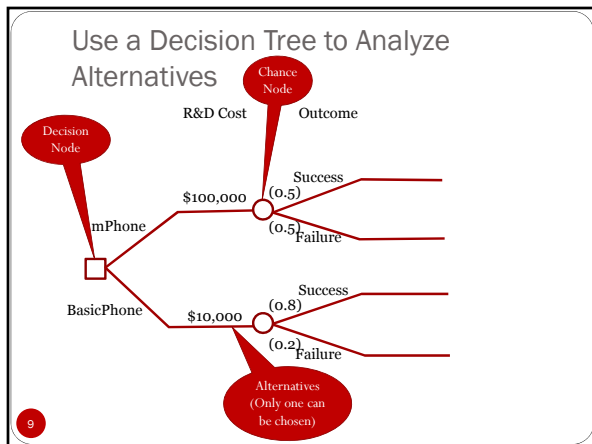 Use a Decision Tree to Analyze
Alternatives
Chance
Node
R&D Cost
Outcome
Decision
Node
Success
$100,000
(0.5)
mPhone
(0.5)
Failure
Success
BasicPhone
$10,000
(0.8)
(0.2)
Failure
Alternatives
(Only one can
be chosen)
9